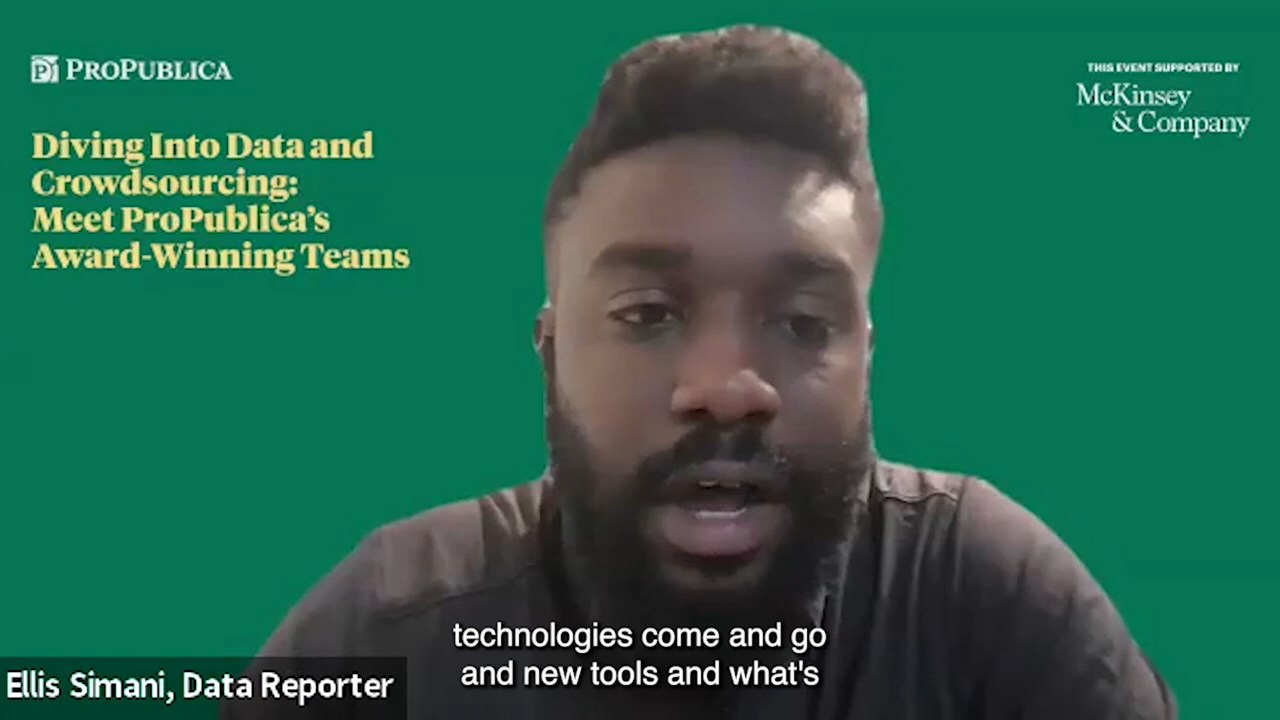 PROPUBLICA
Diving Into Data and
Crowdsourcing:
Meet ProPublica's
Award-Winning Teams
THIS EVENT SUPPORTED BY
McKinsey
& Company
technologies come and go
and new tools and what's
Ellis Simani, Data Reporter